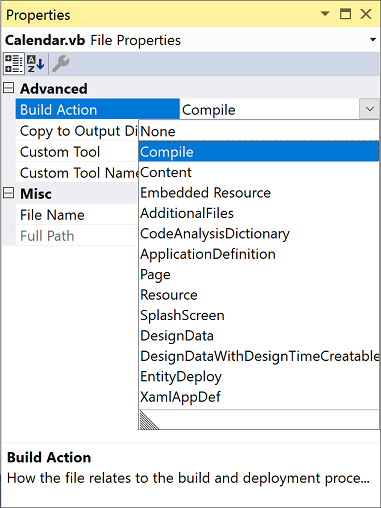 Properties
Calendar.vb File Properties
Advanced
Build Action Compile
Copy to Output Di
Custom Tool
Custom Tool Name
Misc
File Name
Full Path
None
Compile
Content
Embedded Resource
AdditionalFiles
CodeAnalysisDictionary
ApplicationDefinition
Page
Resource
SplashScreen
DesignData
DesignDataWithDesignTimeCreatable
EntityDeploy
XamlAppDef
Build Action
How the file relates to the build and deployment proce...